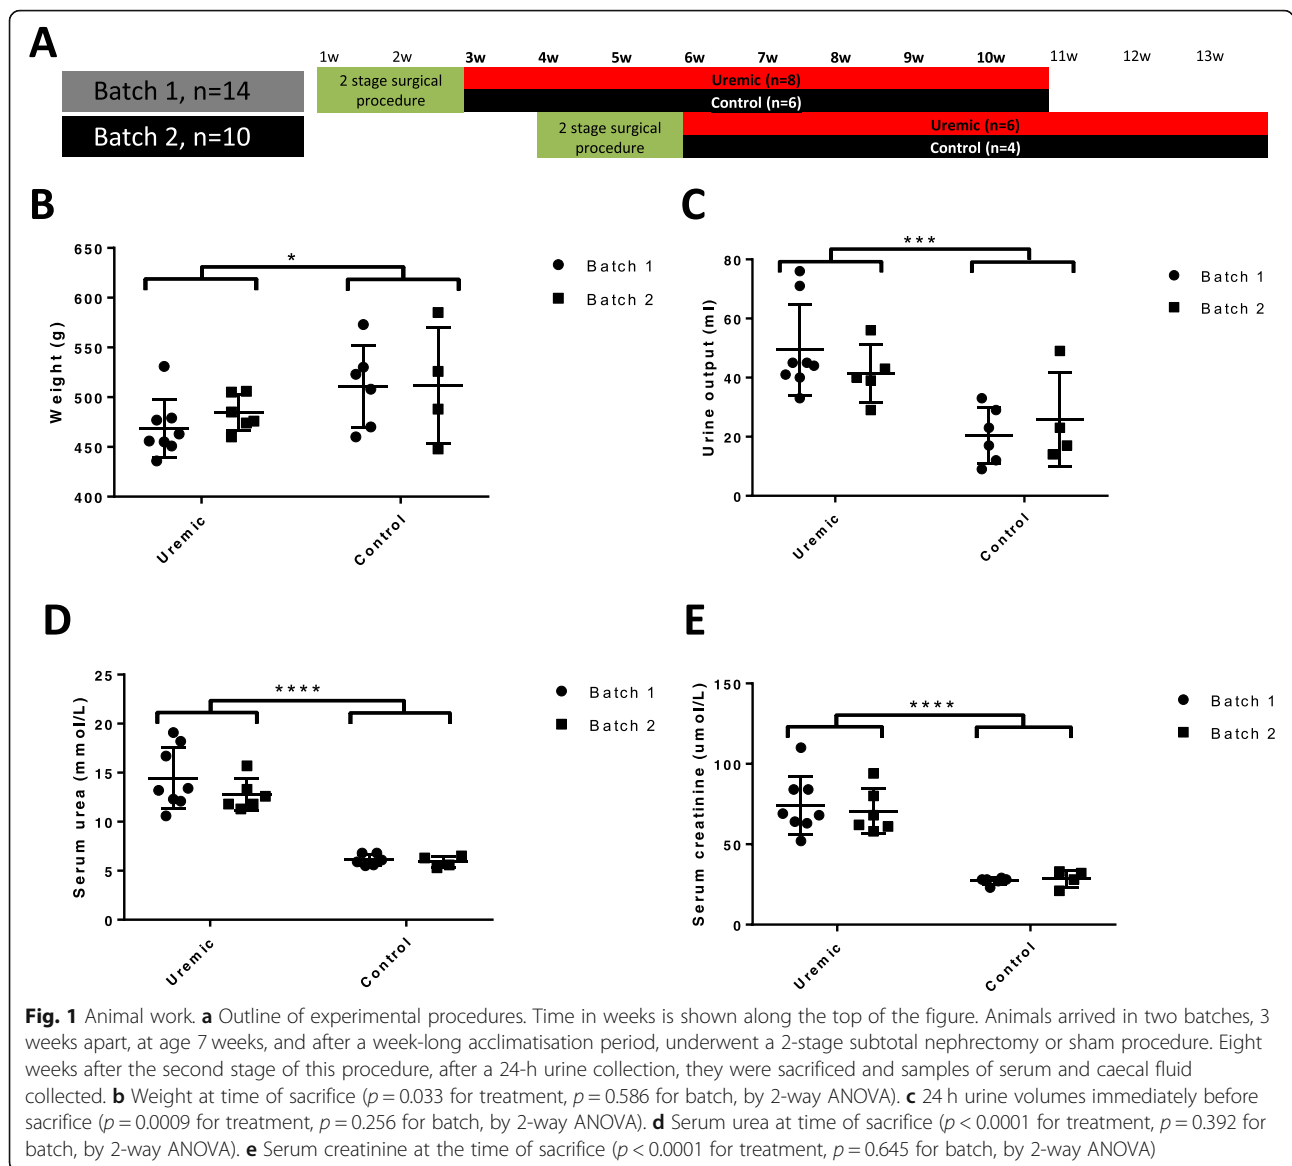 A
1w 2w 3w 4w 5w 6w 7w 8w 9w 10w 11w 12w 13w
Batch 1, n=14
2 stage surgical
procedure
Uremic (n=8)
Control (n=6)
Batch 2, n=10
2 stage surgical
procedure
Uremic (n=6)
Control (n=4)
B
Weight (g)
650
600
550
500
450
400
*
Batch 1
Batch 2
Uremic
Control
C
Urine output (ml)
80
60
40
20
0
***
Batch 1
Batch 2
Uremic
Control
D
Serum urea (mmol/L)
25
20
15
10
5
0
****
Batch 1
Batch 2
Uremic
Control
E
Serum creatinine (umol/L)
150
100
50
0
****
Batch 1
Batch 2
Uremic
Control
Fig. 1 Animal work. a Outline of experimental procedures. Time in weeks is shown along the top of the figure. Animals arrived in two batches, 3
weeks apart, at age 7 weeks, and after a week-long acclimatisation period, underwent a 2-stage subtotal nephrectomy or sham procedure. Eight
weeks after the second stage of this procedure, after a 24-h urine collection, they were sacrificed and samples of serum and caecal fluid
collected. b Weight at time of sacrifice (p = 0.033 for treatment, p = 0.586 for batch, by 2-way ANOVA). c 24 h urine volumes immediately before
sacrifice (p = 0.0009 for treatment, p = 0.256 for batch, by 2-way ANOVA). d Serum urea at time of sacrifice (p < 0.0001 for treatment, p = 0.392 for
batch, by 2-way ANOVA). e Serum creatinine at the time of sacrifice (p < 0.0001 for treatment, p = 0.645 for batch, by 2-way ANOVA)